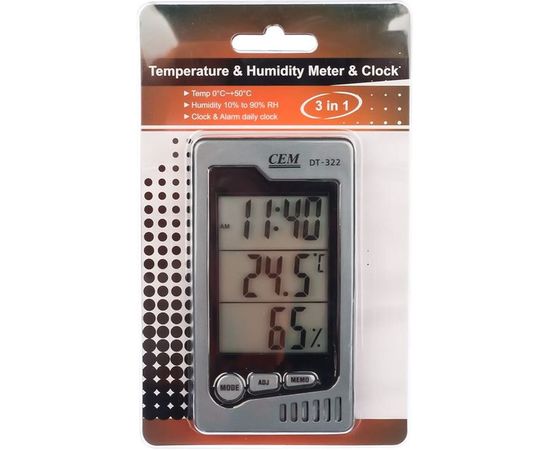 Temperature & Humidity Meter & Clock
▶ Temp 0°C~+50°C
▶ Humidity 10% to 90% RH
▶ Clock & Alarm daily clock
3 in 1
CEM
DT-322
AM 11:40
24.5°C
65%
MODE
ADJ
MEMO